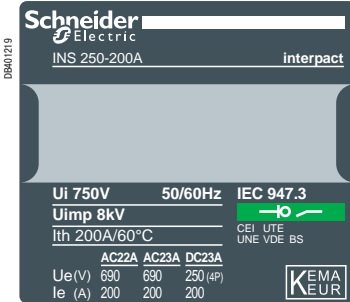 DB401219
Schneider
Electric
INS 250-200A interpact
Ui 750V 50/60Hz IEC 947.3
Uimp 8kV
Ith 200A/60°C
CEI UTE
UNE VDE BS
AC22A AC23A DC23A
Ue(V) 690 690 250 (4P)
Ie (A) 200 200 200
KEMA
KEUR